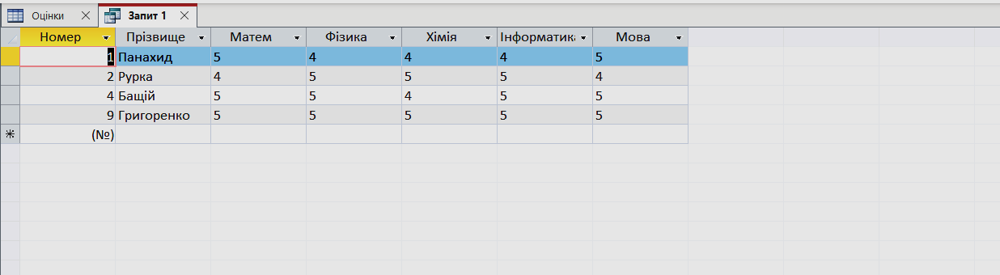 Оцінки Запит 1
Номер Прізвище Матем Фізика Хімія Інформатика Мова
1 Панахид 5 4 4 4 5
2 Рурка 4 5 5 5 4
4 Бащій 5 5 4 5 5
9 Григоренко 5 5 5 5 5
(№)